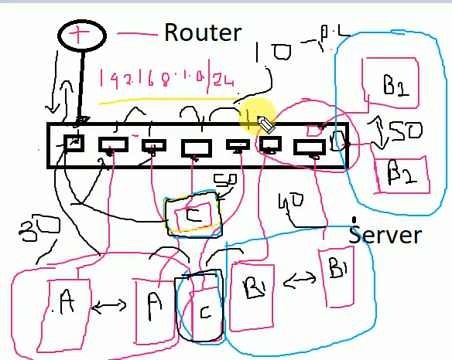 +
Router
10
P.L
192.168.1.0/24
B1
50
B2
50
C
40
Server
30
A
A
C
B1
B1